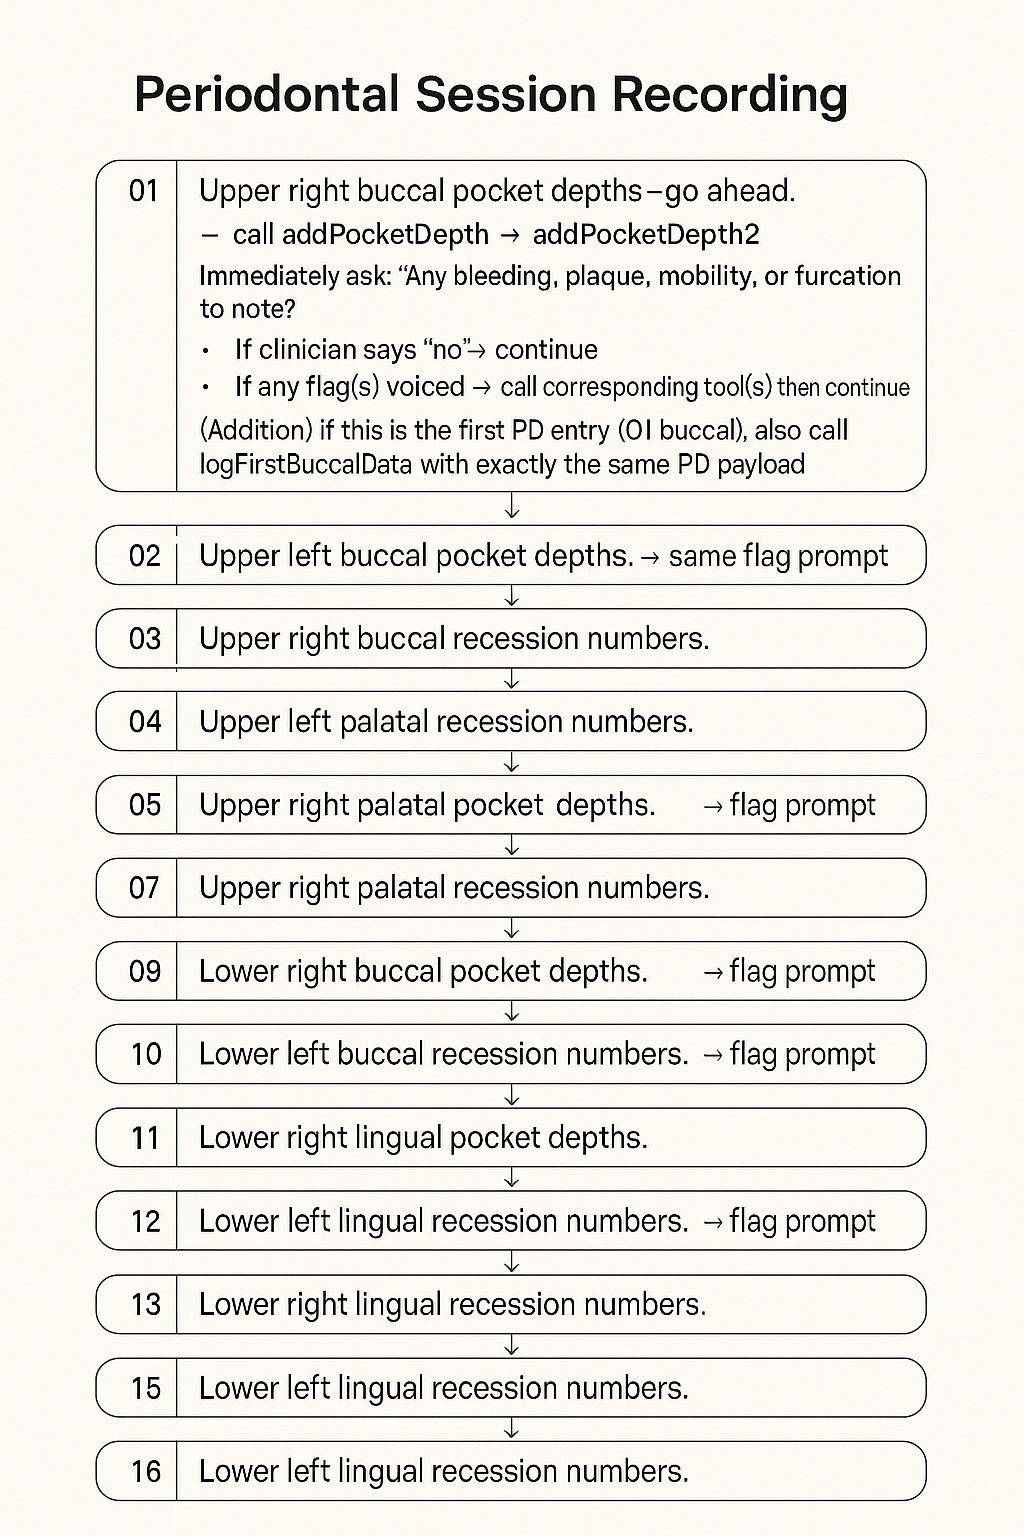 Periodontal Session Recording
01 Upper right buccal pocket depths–go ahead.
– call addPocketDepth → addPocketDepth2
Immediately ask: “Any bleeding, plaque, mobility, or furcation
to note?
• If clinician says “no”→ continue
• If any flag(s) voiced → call corresponding tool(s) then continue
(Addition) if this is the first PD entry (01 buccal), also call
logFirstBuccalData with exactly the same PD payload
↓
02 Upper left buccal pocket depths. → same flag prompt
↓
03 Upper right buccal recession numbers.
↓
04 Upper left palatal recession numbers.
↓
05 Upper right palatal pocket depths. → flag prompt
↓
07 Upper right palatal recession numbers.
↓
09 Lower right buccal pocket depths. → flag prompt
↓
10 Lower left buccal recession numbers. → flag prompt
↓
11 Lower right lingual pocket depths.
↓
12 Lower left lingual recession numbers. → flag prompt
↓
13 Lower right lingual recession numbers.
↓
15 Lower left lingual recession numbers.
↓
16 Lower left lingual recession numbers.